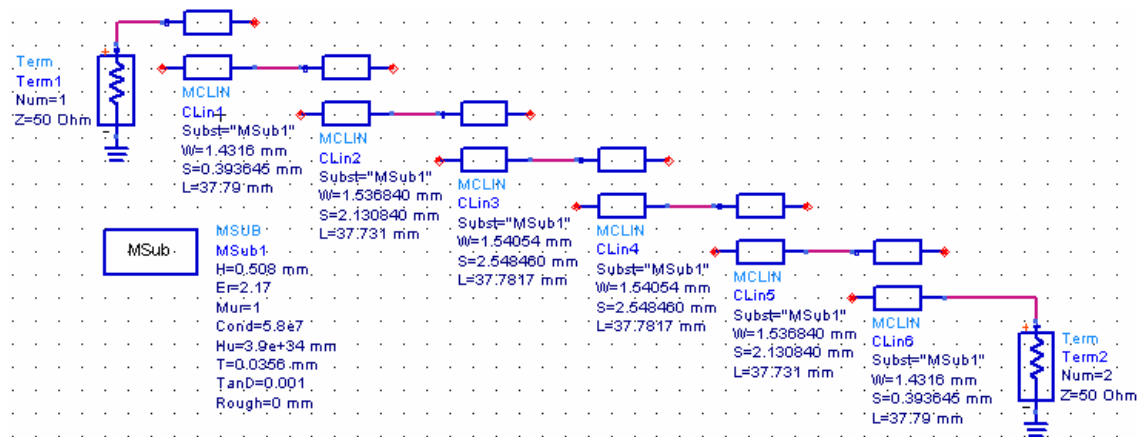 Term
Term1
Num=1
Z=50 Ohm
+
-
MCLIN
CLin1
Subst="MSub1"
W=1.4316 mm
S=0.393645 mm
L=37.79 mm
MCLIN
CLin2
Subst="MSub1"
W=1.536840 mm
S=2.130840 mm
L=37.731 mm
MCLIN
CLin3
Subst="MSub1"
W=1.54054 mm
S=2.548460 mm
L=37.7817 mm
MCLIN
CLin4
Subst="MSub1"
W=1.54054 mm
S=2.548460 mm
L=37.7817 mm
MCLIN
CLin5
Subst="MSub1"
W=1.536840 mm
S=2.130840 mm
L=37.731 mm
MCLIN
CLin6
Subst="MSub1"
W=1.4316 mm
S=0.393645 mm
L=37.79 mm
MSub
MSUB
MSub1
H=0.508 mm
Er=2.17
Mur=1
Cond=5.8e7
Hu=3.9e+34 mm
T=0.0356 mm
TanD=0.001
Rough=0 mm
Term
Term2
Num=2
Z=50 Ohm
+
-